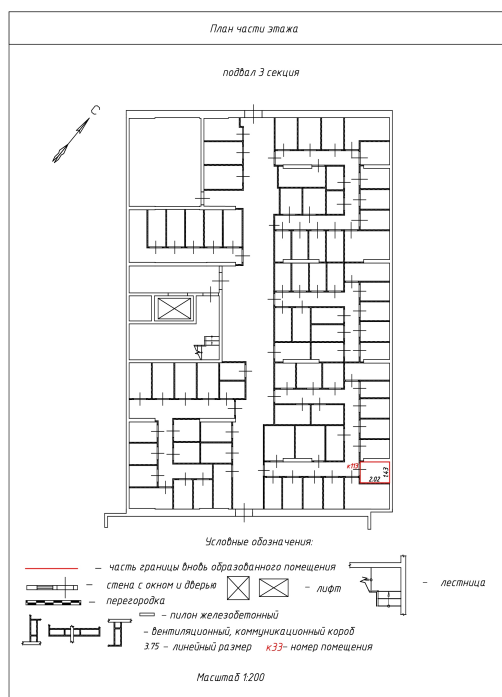 План части этажа
подвал 3 секция
С
к113
2.02
1.43
Условные обозначения:
– часть границы вновь образованного помещения
– стена с окном и дверью
– лифт
– лестница
– перегородка
– пилон железобетонный
– вентиляционный, коммуникационный короб
3.75 – линейный размер к33– номер помещения
Масштаб 1:200